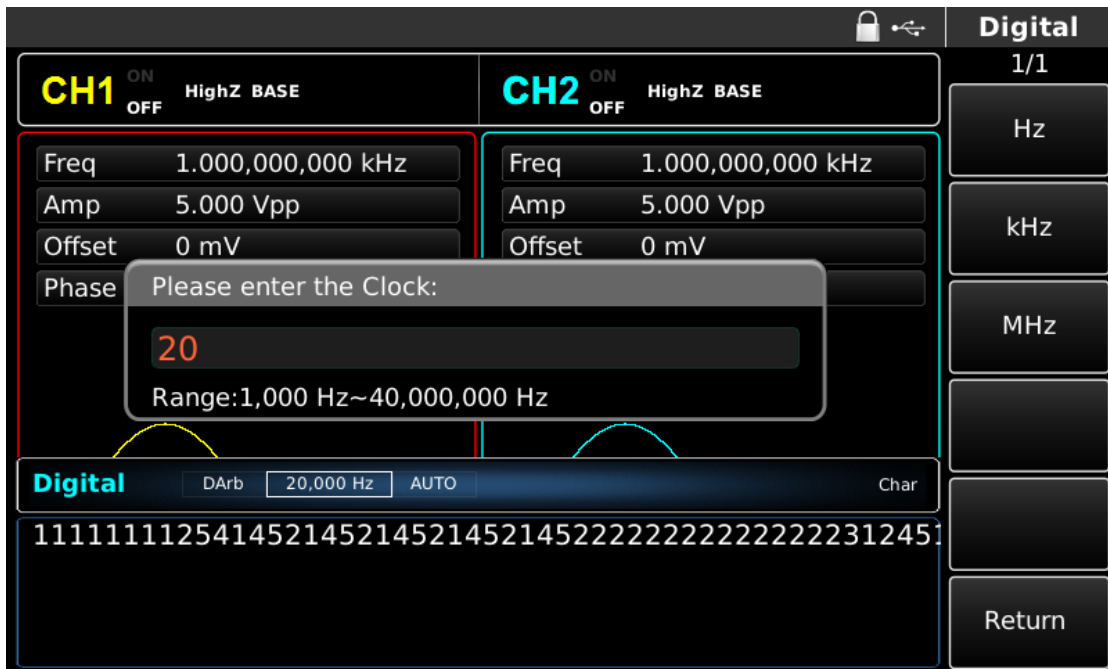 Digital
1/1
CH1 ON OFF HighZ BASE
CH2 ON OFF HighZ BASE
Freq 1.000,000,000 kHz
Amp 5.000 Vpp
Offset 0 mV
Phase
Freq 1.000,000,000 kHz
Amp 5.000 Vpp
Offset 0 mV
Please enter the Clock:
20
Range:1,000 Hz~40,000,000 Hz
Digital DArb 20,000 Hz AUTO Char
1111111125414521452145214521452222222222222312451
Hz
kHz
MHz
Return